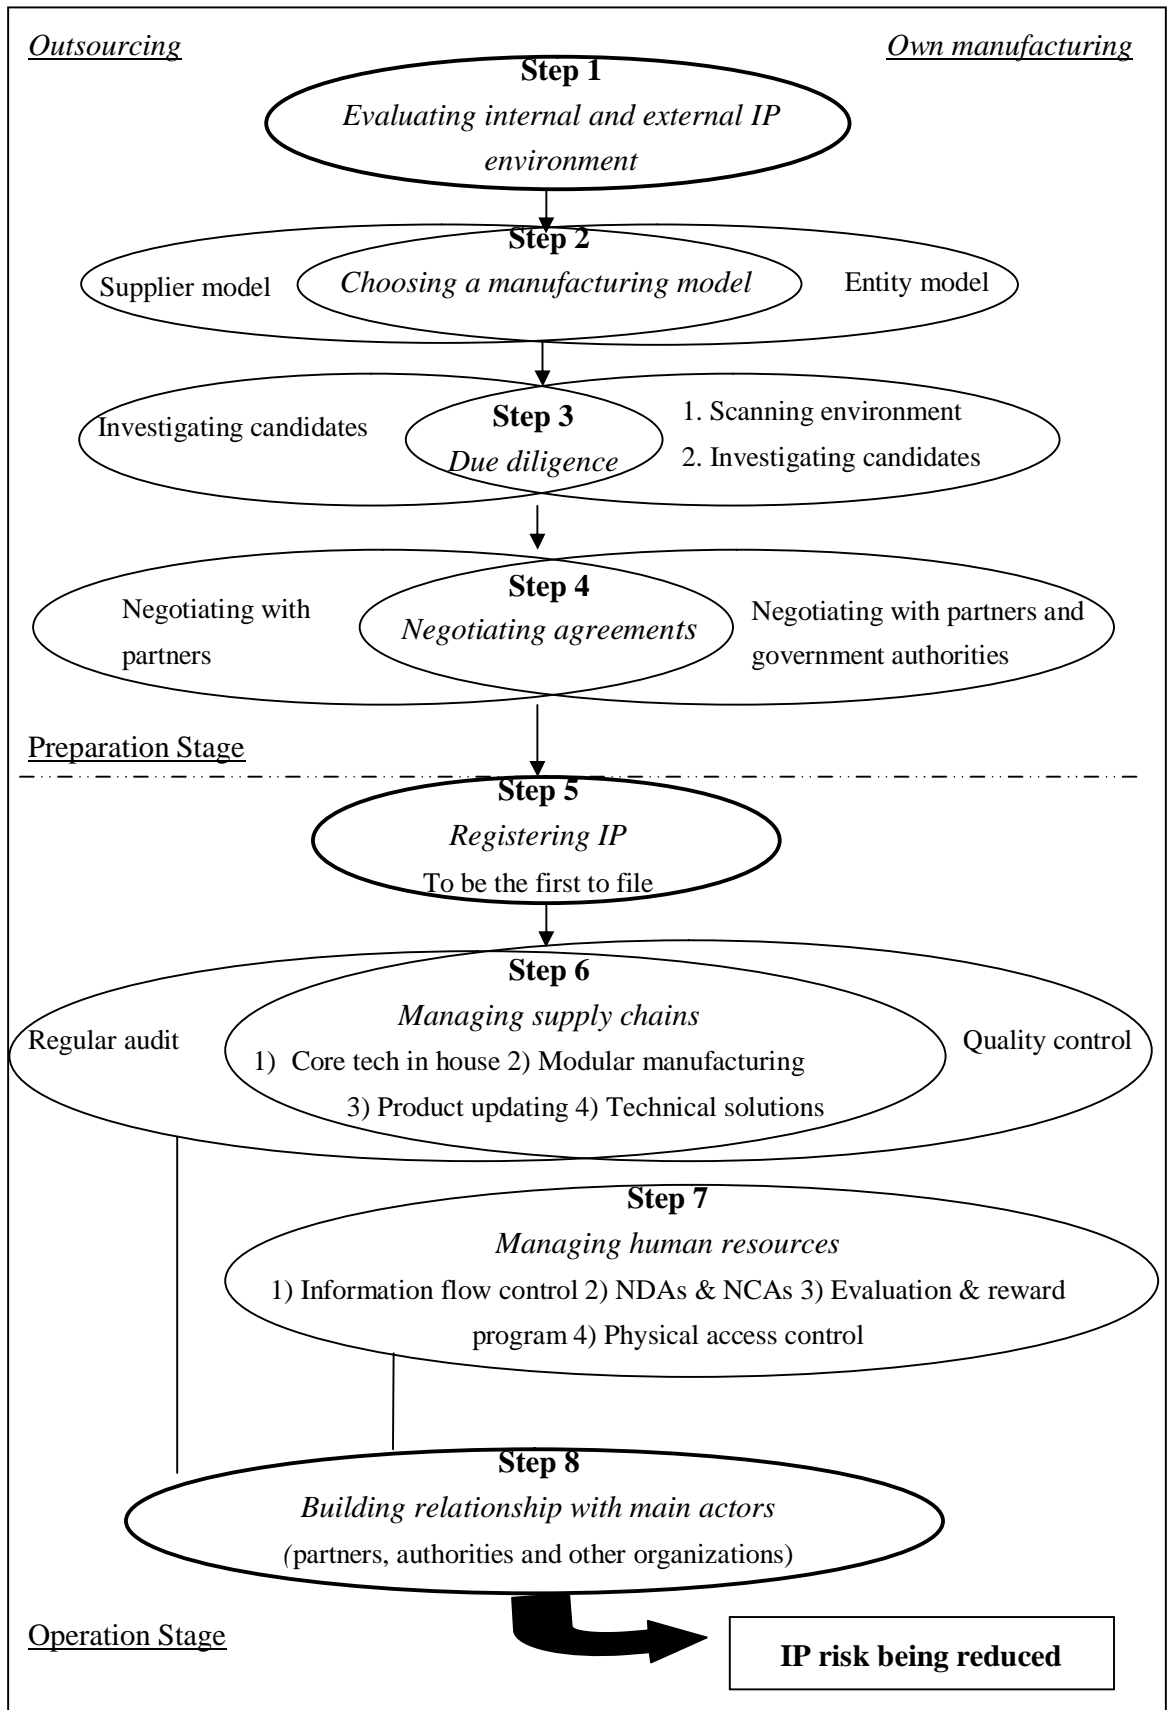 Outsourcing
Own manufacturing
Step 1
Evaluating internal and external IP
environment
Step 2
Supplier model
Choosing a manufacturing model
Entity model
Investigating candidates
Step 3
Due diligence
1. Scanning environment
2. Investigating candidates
Negotiating with
partners
Step 4
Negotiating agreements
Negotiating with partners and
government authorities
Preparation Stage
Step 5
Registering IP
To be the first to file
Step 6
Managing supply chains
Regular audit
1) Core tech in house 2) Modular manufacturing
3) Product updating 4) Technical solutions
Quality control
Step 7
Managing human resources
1) Information flow control 2) NDAs & NCAs 3) Evaluation & reward
program 4) Physical access control
Step 8
Building relationship with main actors
(partners, authorities and other organizations)
Operation Stage
IP risk being reduced